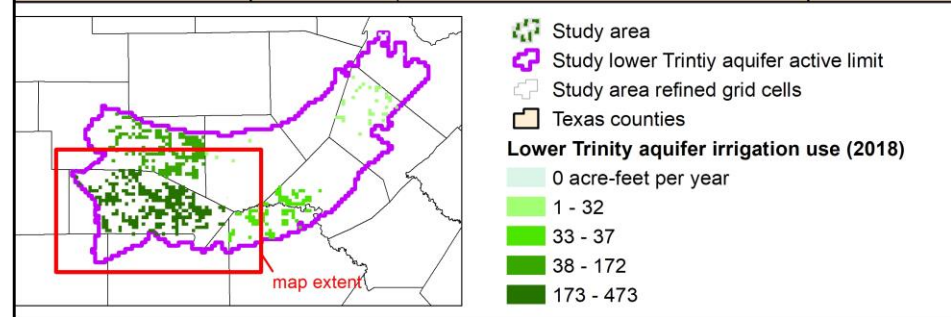 map extent
Study area
Study lower Trintiy aquifer active limit
Study area refined grid cells
Texas counties
Lower Trinity aquifer irrigation use (2018)
0 acre-feet per year
1 - 32
33 - 37
38 - 172
173 - 473